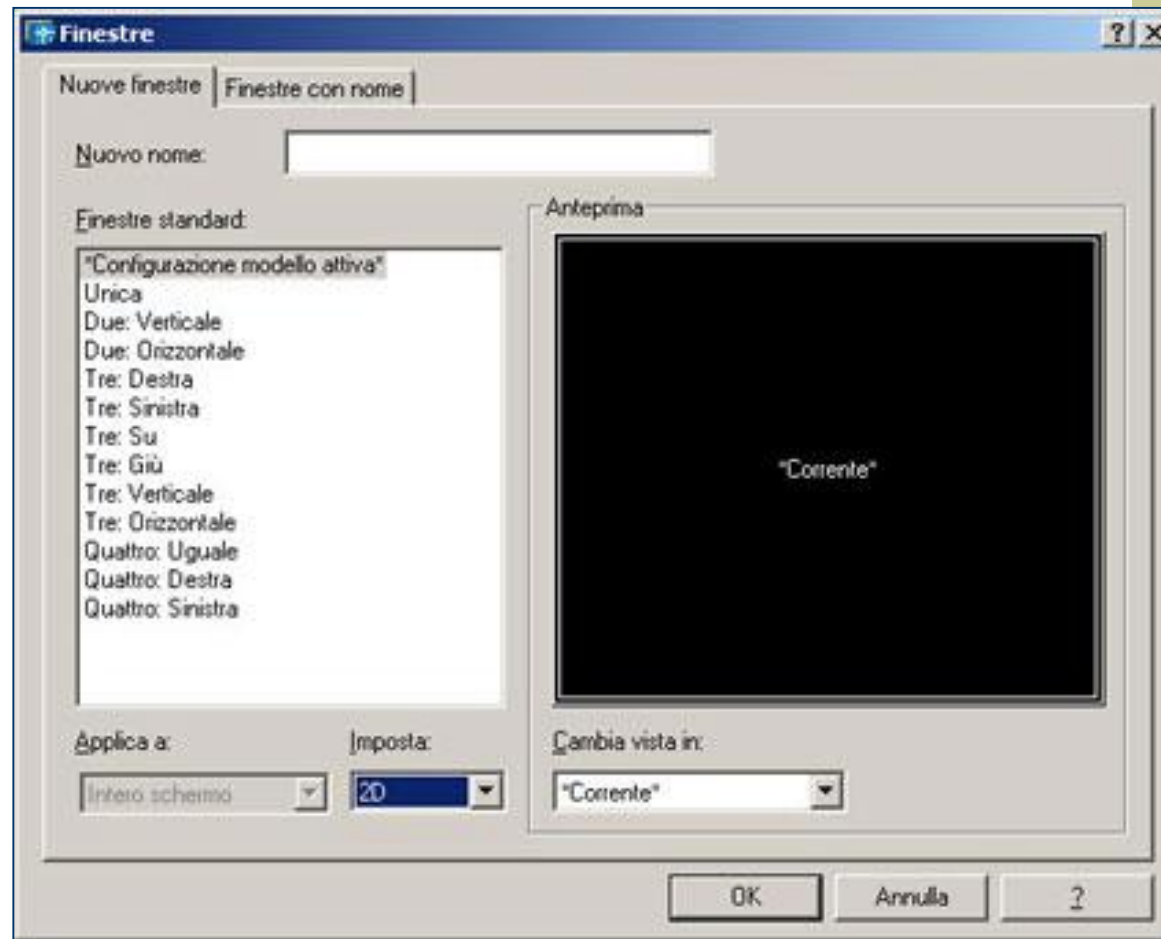 Finestre
Nuove finestre
Finestre con nome
Nuovo nome:
Finestre standard:
*Configurazione modello attiva*
Unica
Due: Verticale
Due: Orizzontale
Tre: Destra
Tre: Sinistra
Tre: Su
Tre: Giù
Tre: Verticale
Tre: Orizzontale
Quattro: Uguale
Quattro: Destra
Quattro: Sinistra
Anteprima
*Corrente*
Applica a:
Intero schermo
Imposta:
2D
Cambia vista in:
*Corrente*
OK
Annulla
?